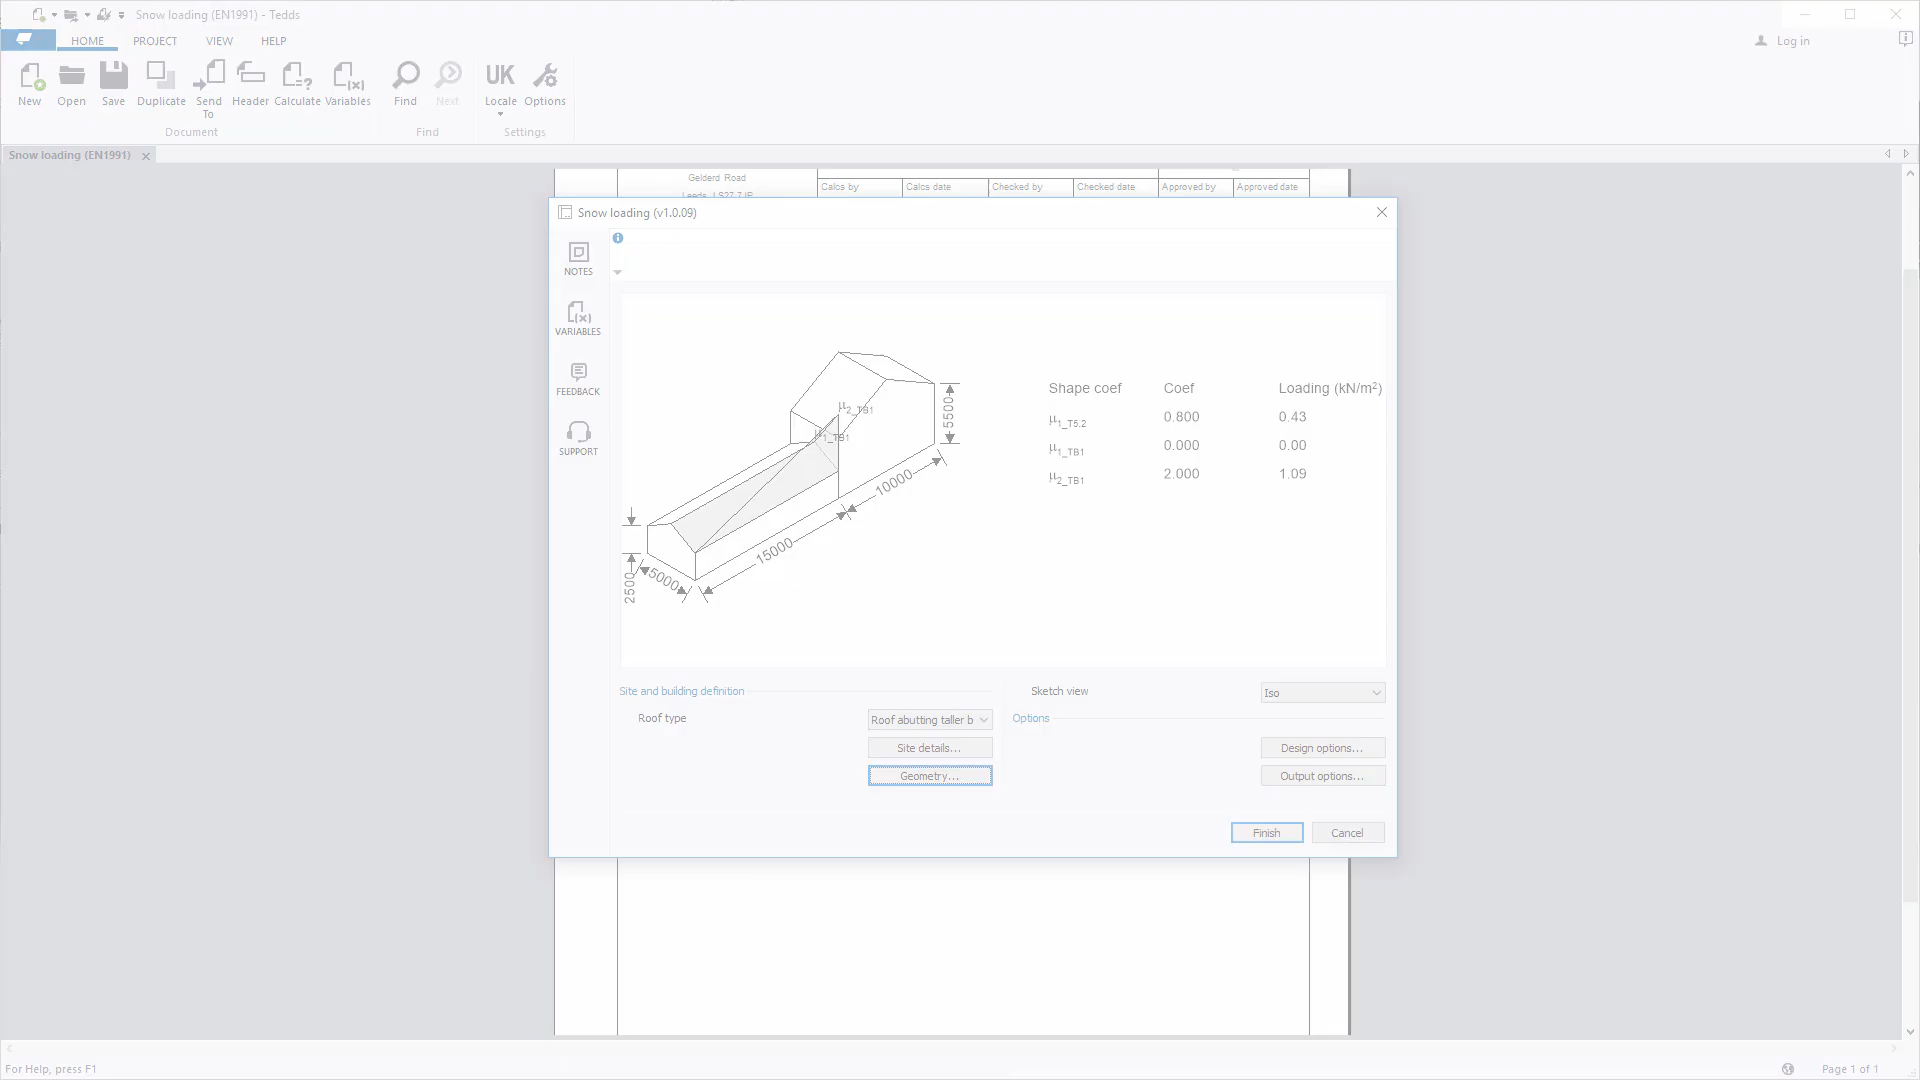 Snow loading (EN1991) - Tedds
HOME PROJECT VIEW HELP
Log in
New Open Save Duplicate Send To Header Calculate Variables Find Next UK Locale Options
Document Find Settings
Snow loading (EN1991)
Gelderd Road
Calcs by Calcs date Checked by Checked date Approved by Approved date
Snow loading (v1.0.09)
NOTES
VARIABLES
FEEDBACK
SUPPORT
μ2_TB1
μ1_TB1
5500
10000
15000
5000
2500
Shape coef Coef Loading (kN/m²)
μ1_T5.2 0.800 0.43
μ1_TB1 0.000 0.00
μ2_TB1 2.000 1.09
Site and building definition
Sketch view Iso
Roof type Roof abutting taller b
Options
Site details...
Design options...
Geometry...
Output options...
Finish Cancel
For Help, press F1
Page 1 of 1